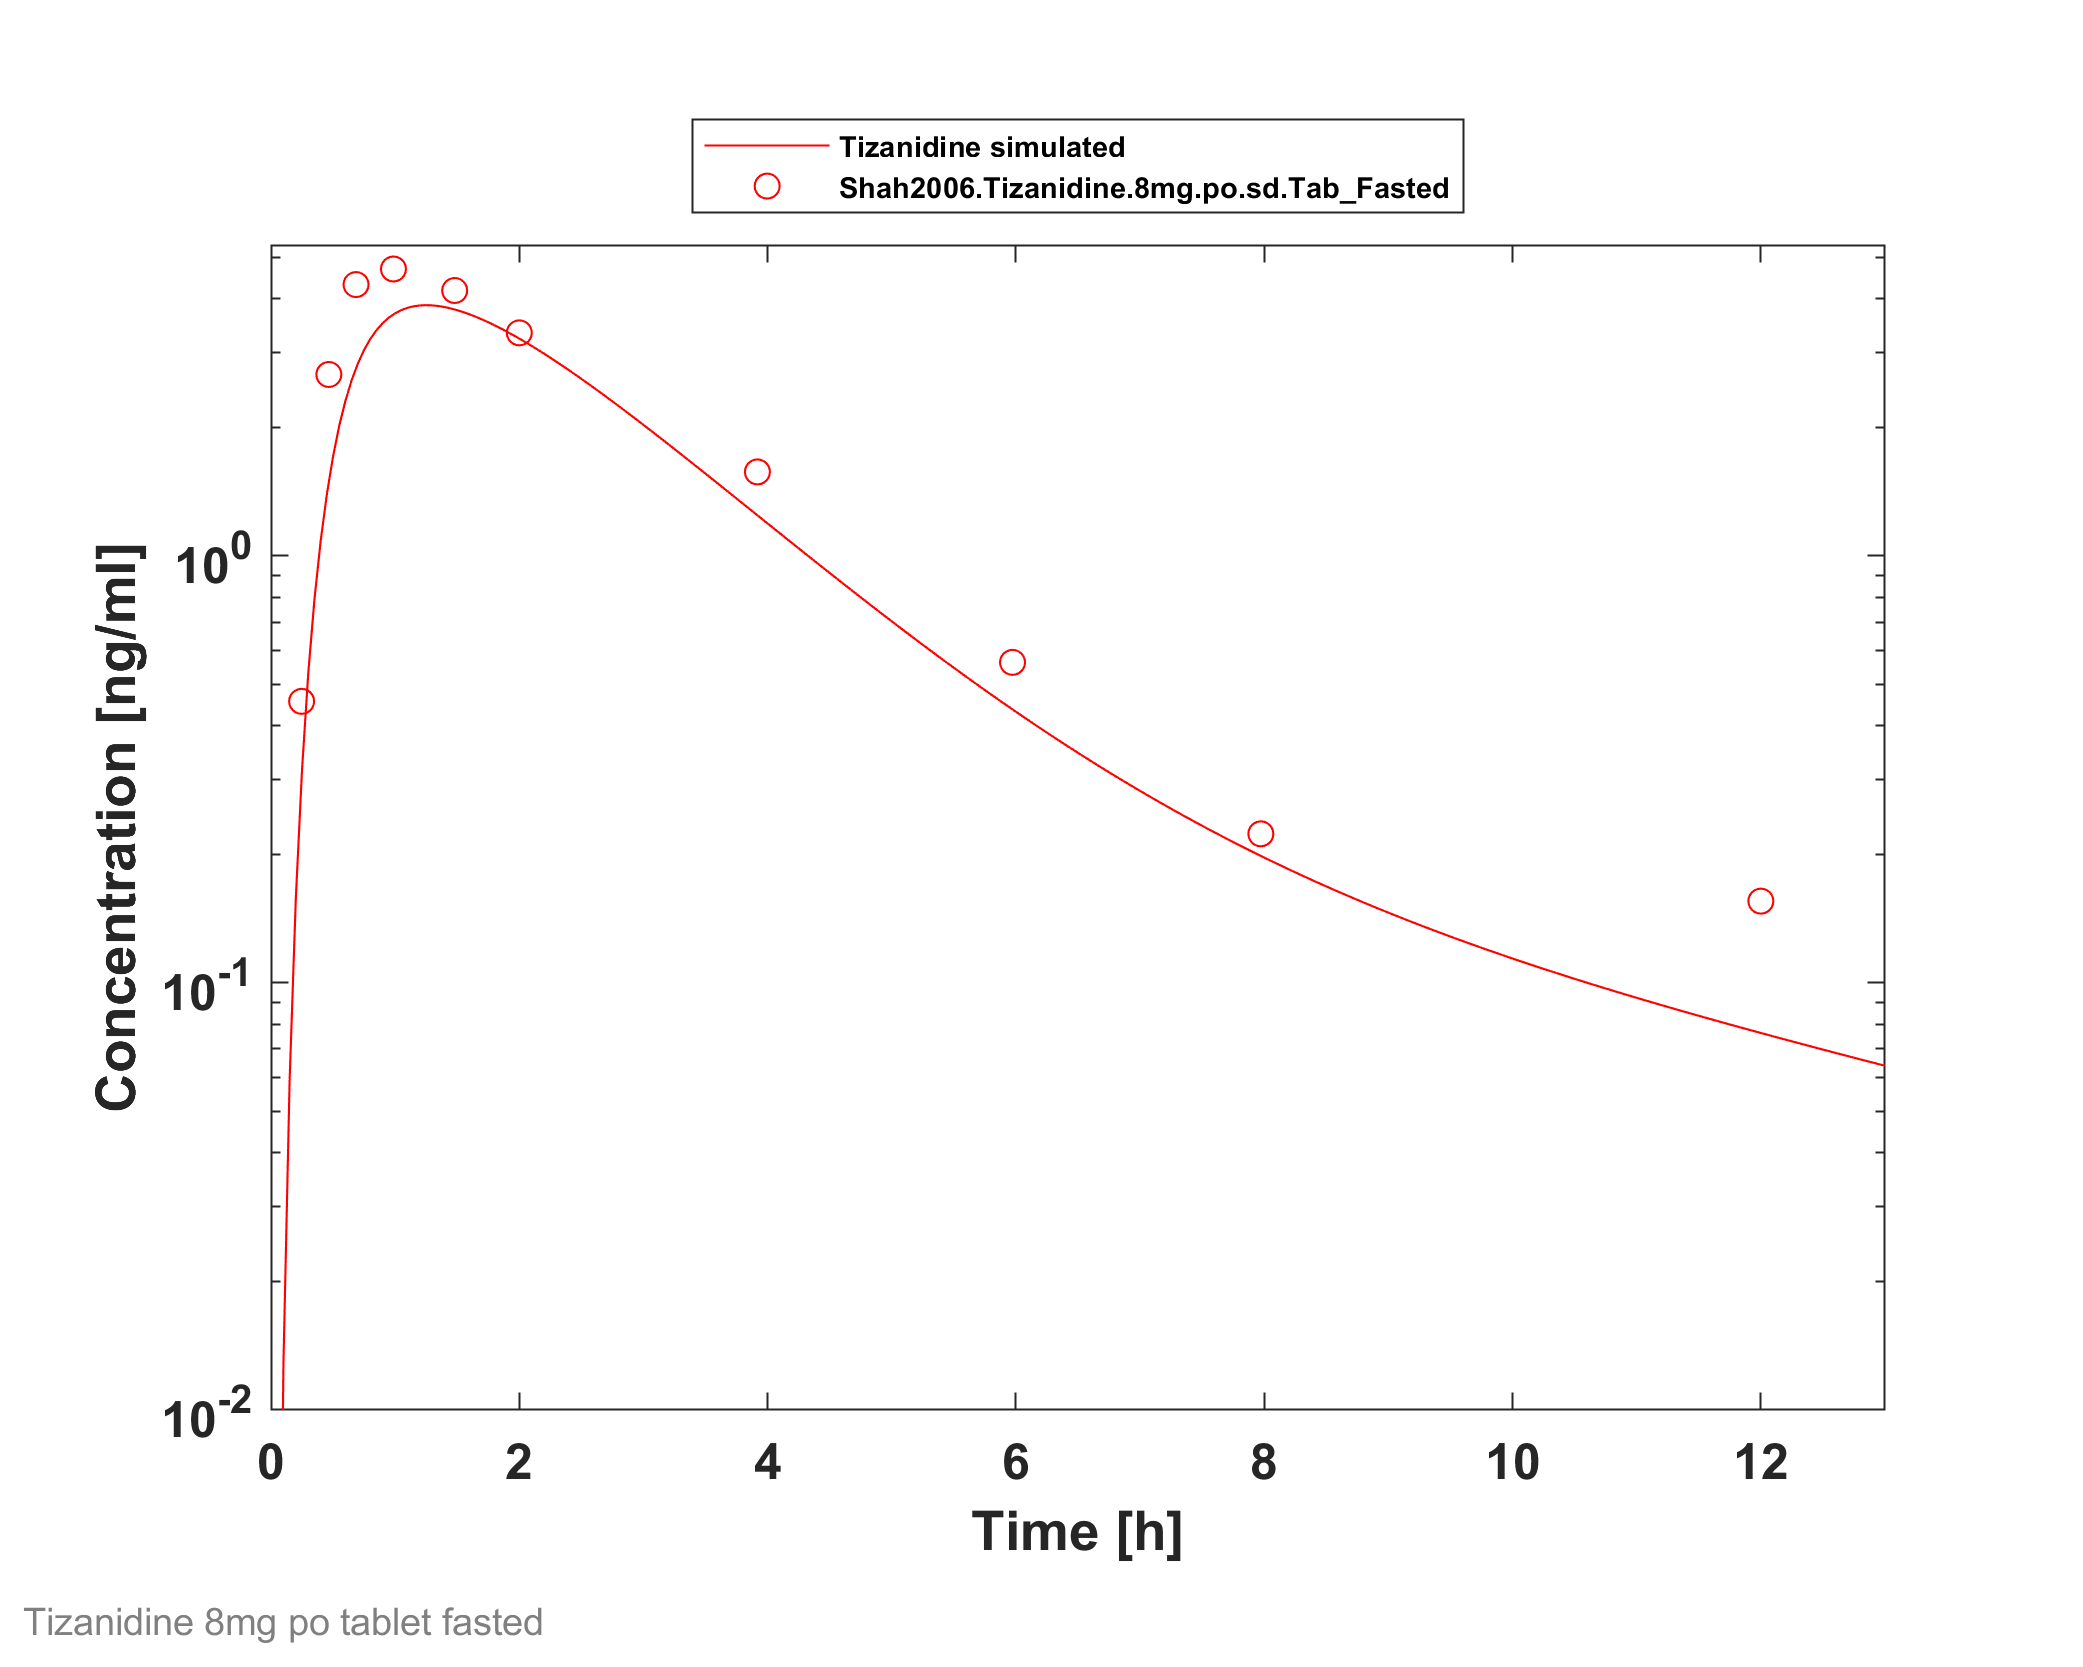 Tizanidine simulated
Shah2006.Tizanidine.8mg.po.sd.Tab_Fasted
Concentration [ng/ml]
10^0
10^-1
10^-2
0 2 4 6 8 10 12
Time [h]
Tizanidine 8mg po tablet fasted